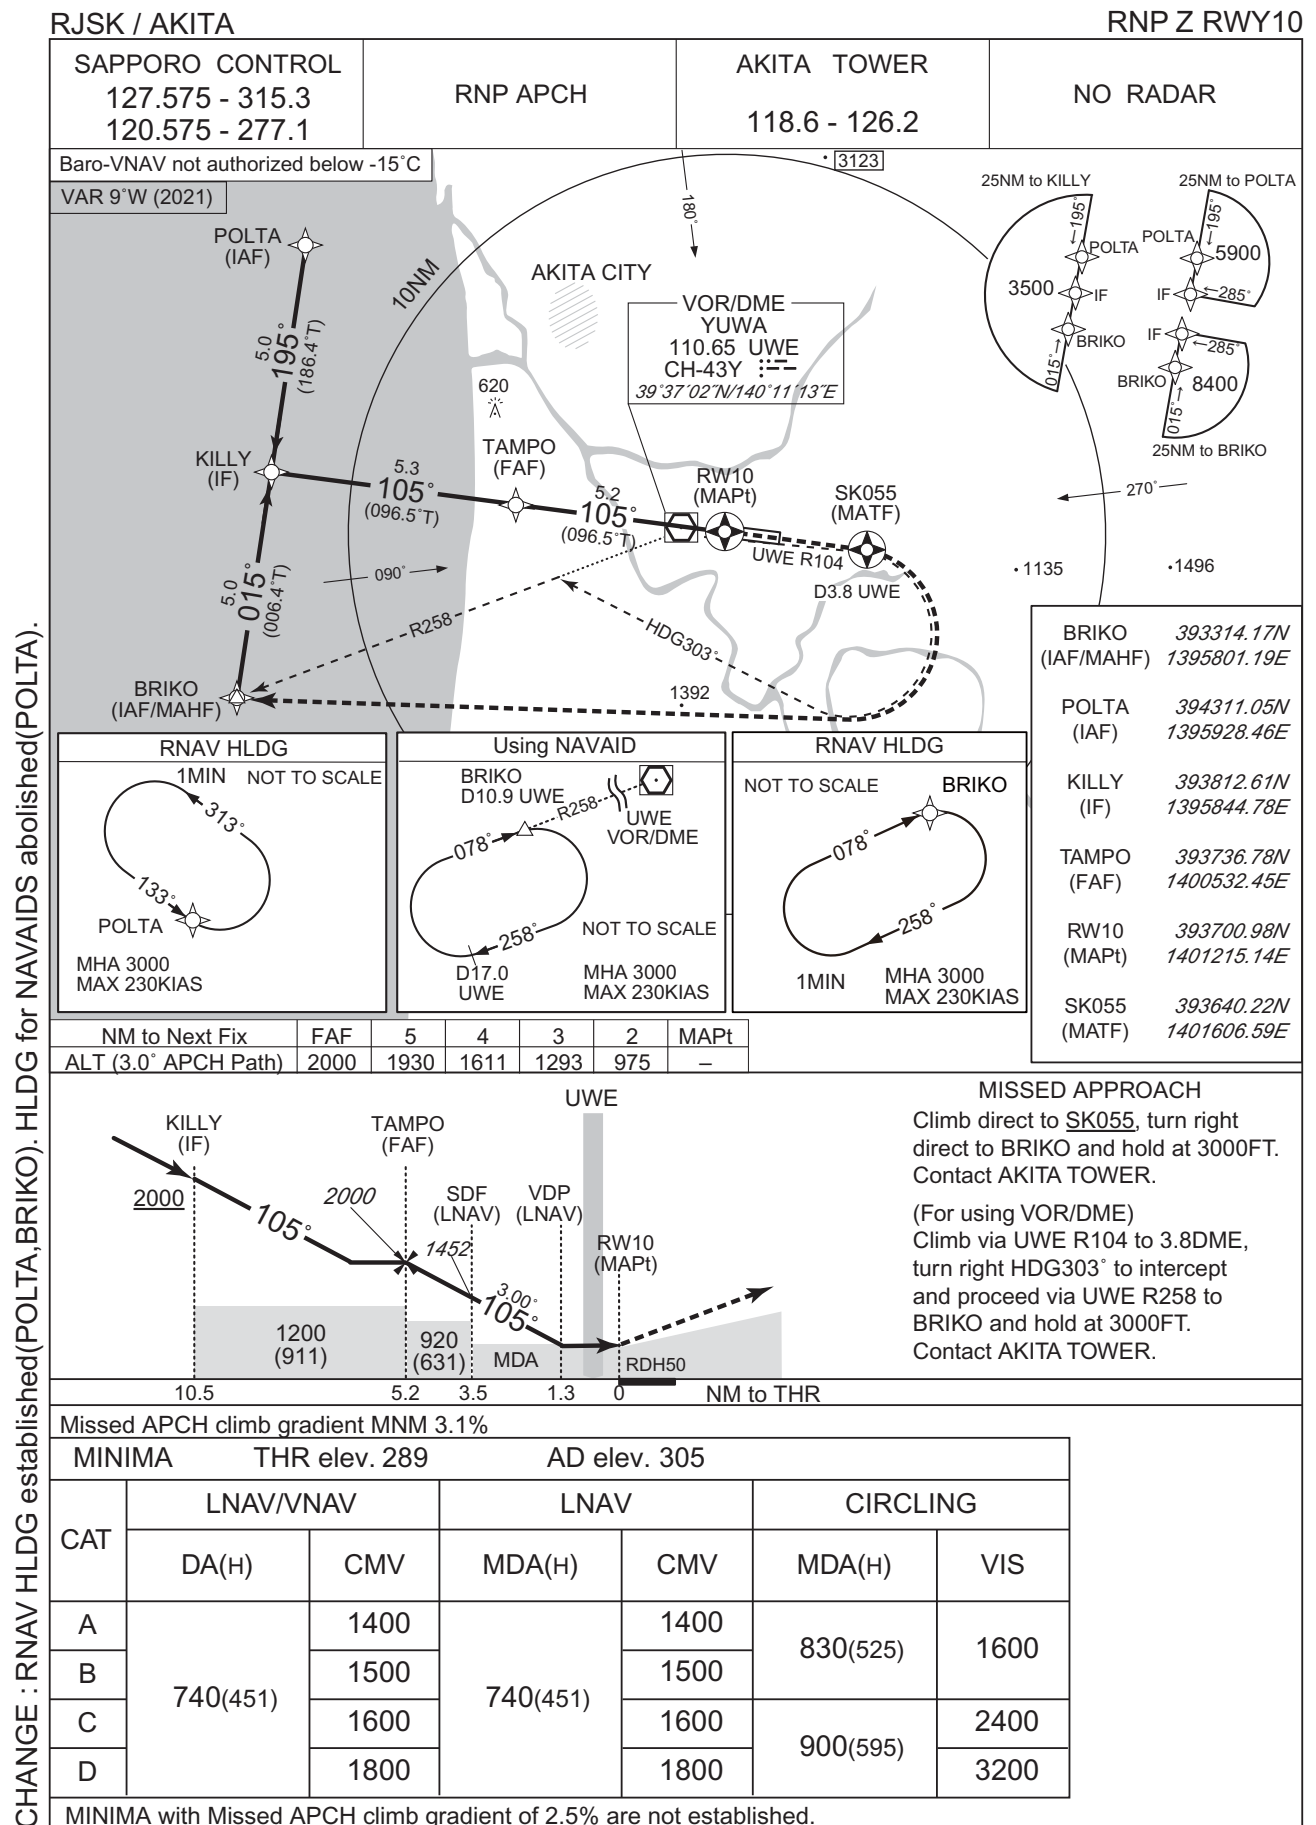 RJSK / AKITA
RNP Z RWY10
SAPPORO CONTROL
127.575 - 315.3
120.575 - 277.1
RNP APCH
AKITA TOWER
118.6 - 126.2
NO RADAR
Baro-VNAV not authorized below -15˚C
VAR 9˚W (2021)
3123
180˚
25NM to KILLY
195˚
POLTA
3500
IF
BRIKO
015˚
25NM to POLTA
195˚
POLTA
5900
IF
285˚
IF
285˚
BRIKO
8400
015˚
25NM to BRIKO
POLTA
(IAF)
10NM
AKITA CITY
VOR/DME
YUWA
110.65 UWE
CH-43Y
39˚37´02˝N/140˚11´13˝E
5.0
195˚
(186.4˚T)
620
KILLY
(IF)
5.3
105˚
(096.5˚T)
TAMPO
(FAF)
5.2
105˚
(096.5˚T)
RW10
(MAPt)
SK055
(MATF)
270˚
UWE R104
D3.8 UWE
1135
1496
090˚
5.0
015˚
(006.4˚T)
R258
HDG303˚
1392
BRIKO
(IAF/MAHF)
BRIKO 393314.17N
(IAF/MAHF) 1395801.19E
POLTA 394311.05N
(IAF) 1395928.46E
KILLY 393812.61N
(IF) 1395844.78E
TAMPO 393736.78N
(FAF) 1400532.45E
RW10 393700.98N
(MAPt) 1401215.14E
SK055 393640.22N
(MATF) 1401606.59E
RNAV HLDG
1MIN NOT TO SCALE
313˚
133˚
POLTA
MHA 3000
MAX 230KIAS
Using NAVAID
BRIKO
D10.9 UWE
R258
UWE
VOR/DME
078˚
258˚
NOT TO SCALE
D17.0
UWE
MHA 3000
MAX 230KIAS
RNAV HLDG
NOT TO SCALE
BRIKO
078˚
258˚
1MIN
MHA 3000
MAX 230KIAS
NM to Next Fix FAF 5 4 3 2 MAPt
ALT (3.0˚ APCH Path) 2000 1930 1611 1293 975 –
UWE
KILLY
(IF)
TAMPO
(FAF)
2000
2000
105˚
SDF
(LNAV)
VDP
(LNAV)
1452
RW10
(MAPt)
3.00˚
105˚
1200
(911)
920
(631)
MDA
RDH50
10.5 5.2 3.5 1.3 0 NM to THR
MISSED APPROACH
Climb direct to SK055, turn right
direct to BRIKO and hold at 3000FT.
Contact AKITA TOWER.
(For using VOR/DME)
Climb via UWE R104 to 3.8DME,
turn right HDG303˚ to intercept
and proceed via UWE R258 to
BRIKO and hold at 3000FT.
Contact AKITA TOWER.
Missed APCH climb gradient MNM 3.1%
MINIMA THR elev. 289 AD elev. 305
CAT LNAV/VNAV LNAV CIRCLING
DA(H) CMV MDA(H) CMV MDA(H) VIS
A 740(451) 1400 740(451) 1400 830(525) 1600
B 1500 1500
C 1600 1600 900(595) 2400
D 1800 1800 3200
MINIMA with Missed APCH climb gradient of 2.5% are not established.
CHANGE : RNAV HLDG established(POLTA,BRIKO). HLDG for NAVAIDS abolished(POLTA).